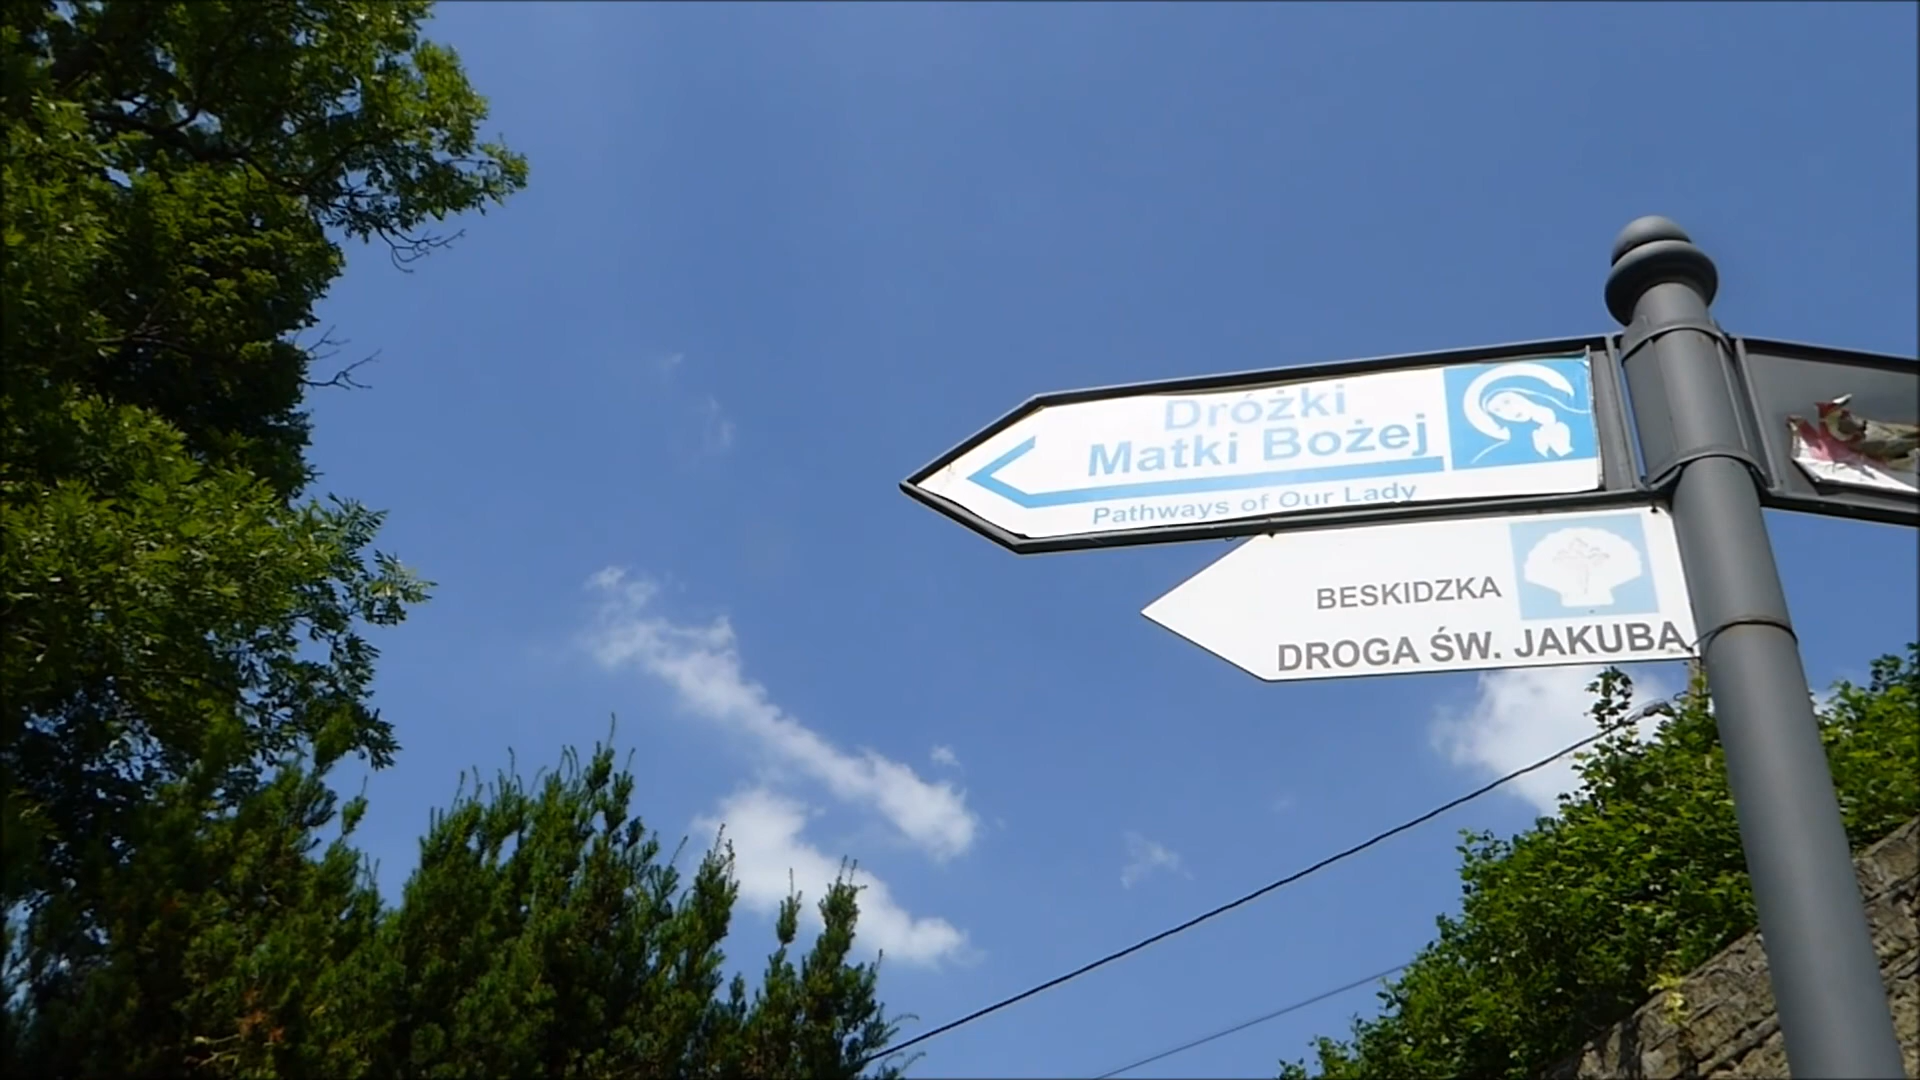 Dróżki
Matki Bożej
Pathways of Our Lady
BESKIDZKA
DROGA ŚW. JAKUBA